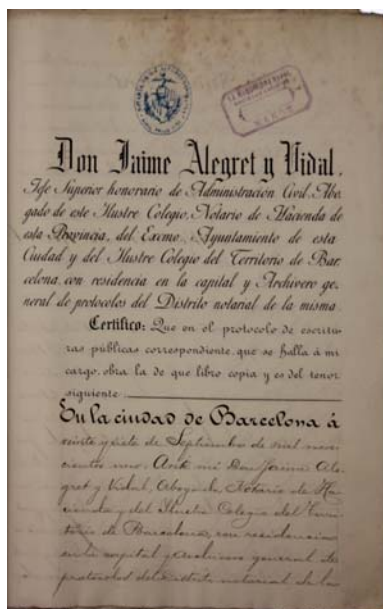 Don Jaime Alegret y Vidal,
Jefe Superior honorario de Administración Civil, Abo-
gado de este Ilustre Colegio, Notario de Hacienda de
esta Provincia, del Excmo. Ayuntamiento de esta
Ciudad y del Ilustre Colegio del Territorio de Bar-
celona, con residencia en la capital y Archivero ge-
neral de protocolos del Distrito notarial de la misma.
Certifico: Que en el protocolo de escritu-
ras públicas correspondiente, que se halla á mi
cargo, obra la de que libro copia y es del tenor
siguiente
En la ciudad de Barcelona á
veinte y siete de Septiembre de mil nove-
cientos uno: Ante mi Don Jaime Ale-
gret y Vidal, Abogado, Notario de Ha-
cienda y del Ilustre Colegio del Terri-
torio de Barcelona, con residencia
en la capital y archivero general de
protocolos del distrito notarial de la